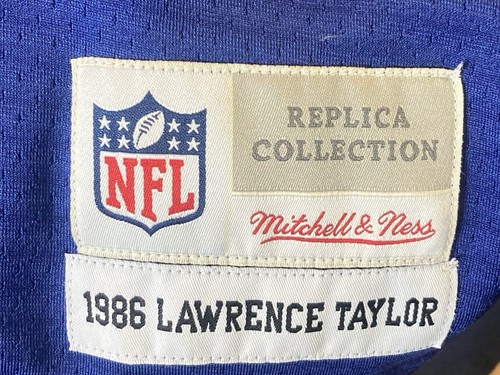 NFL
REPLICA
COLLECTION
Mitchell & Ness
1986 LAWRENCE TAYLOR